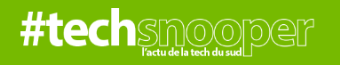 #techsnooper
l'actu de la tech du sud